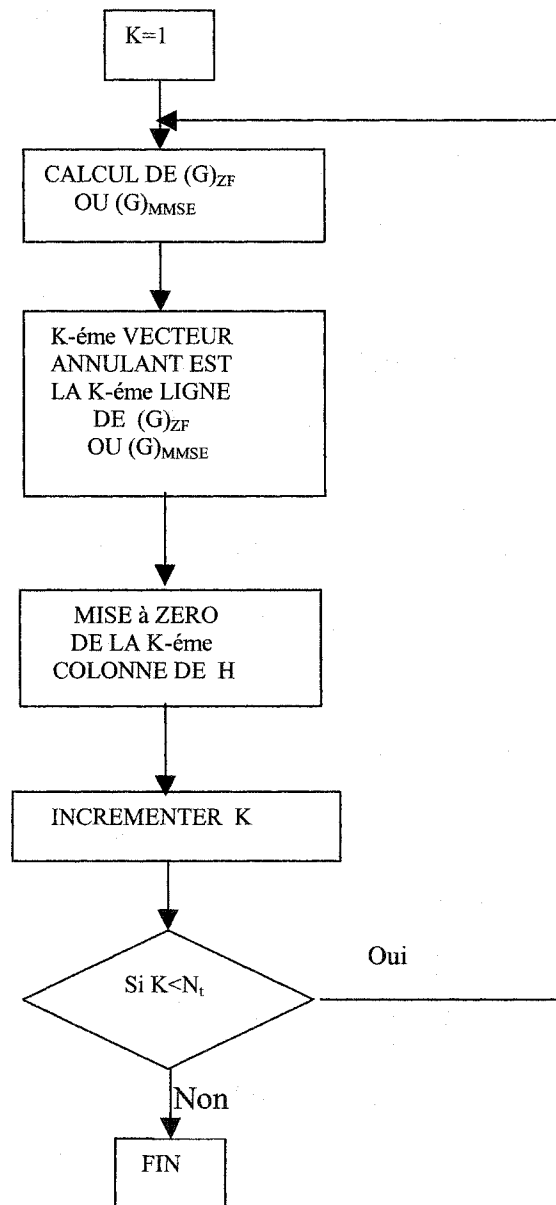 K=1
CALCUL DE (G)ZF
OU (G)MMSE
K-éme VECTEUR
ANNULANT EST
LA K-éme LIGNE
DE (G)ZF
OU (G)MMSE
MISE à ZERO
DE LA K-éme
COLONNE DE H
INCREMENTER K
Si K<Nt
Oui
Non
FIN